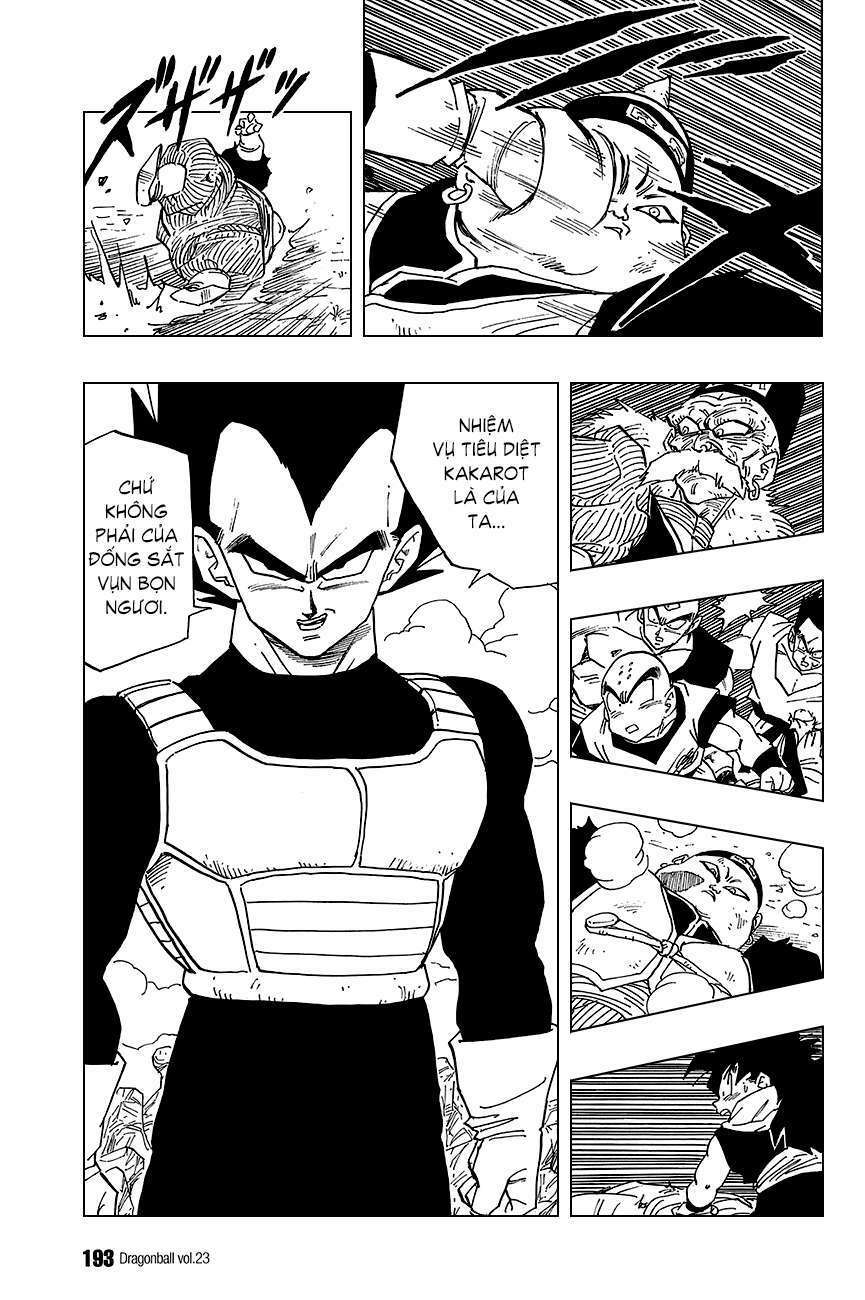 ズザザザッ
NHIỆM
VỤ TIÊU DIỆT
KAKAROT
LÀ CỦA
TA...
CHỨ
KHÔNG
PHẢI CỦA
ĐỐNG SẮT
VỤN BỌN
NGƯƠI.
193 Dragonball vol.23